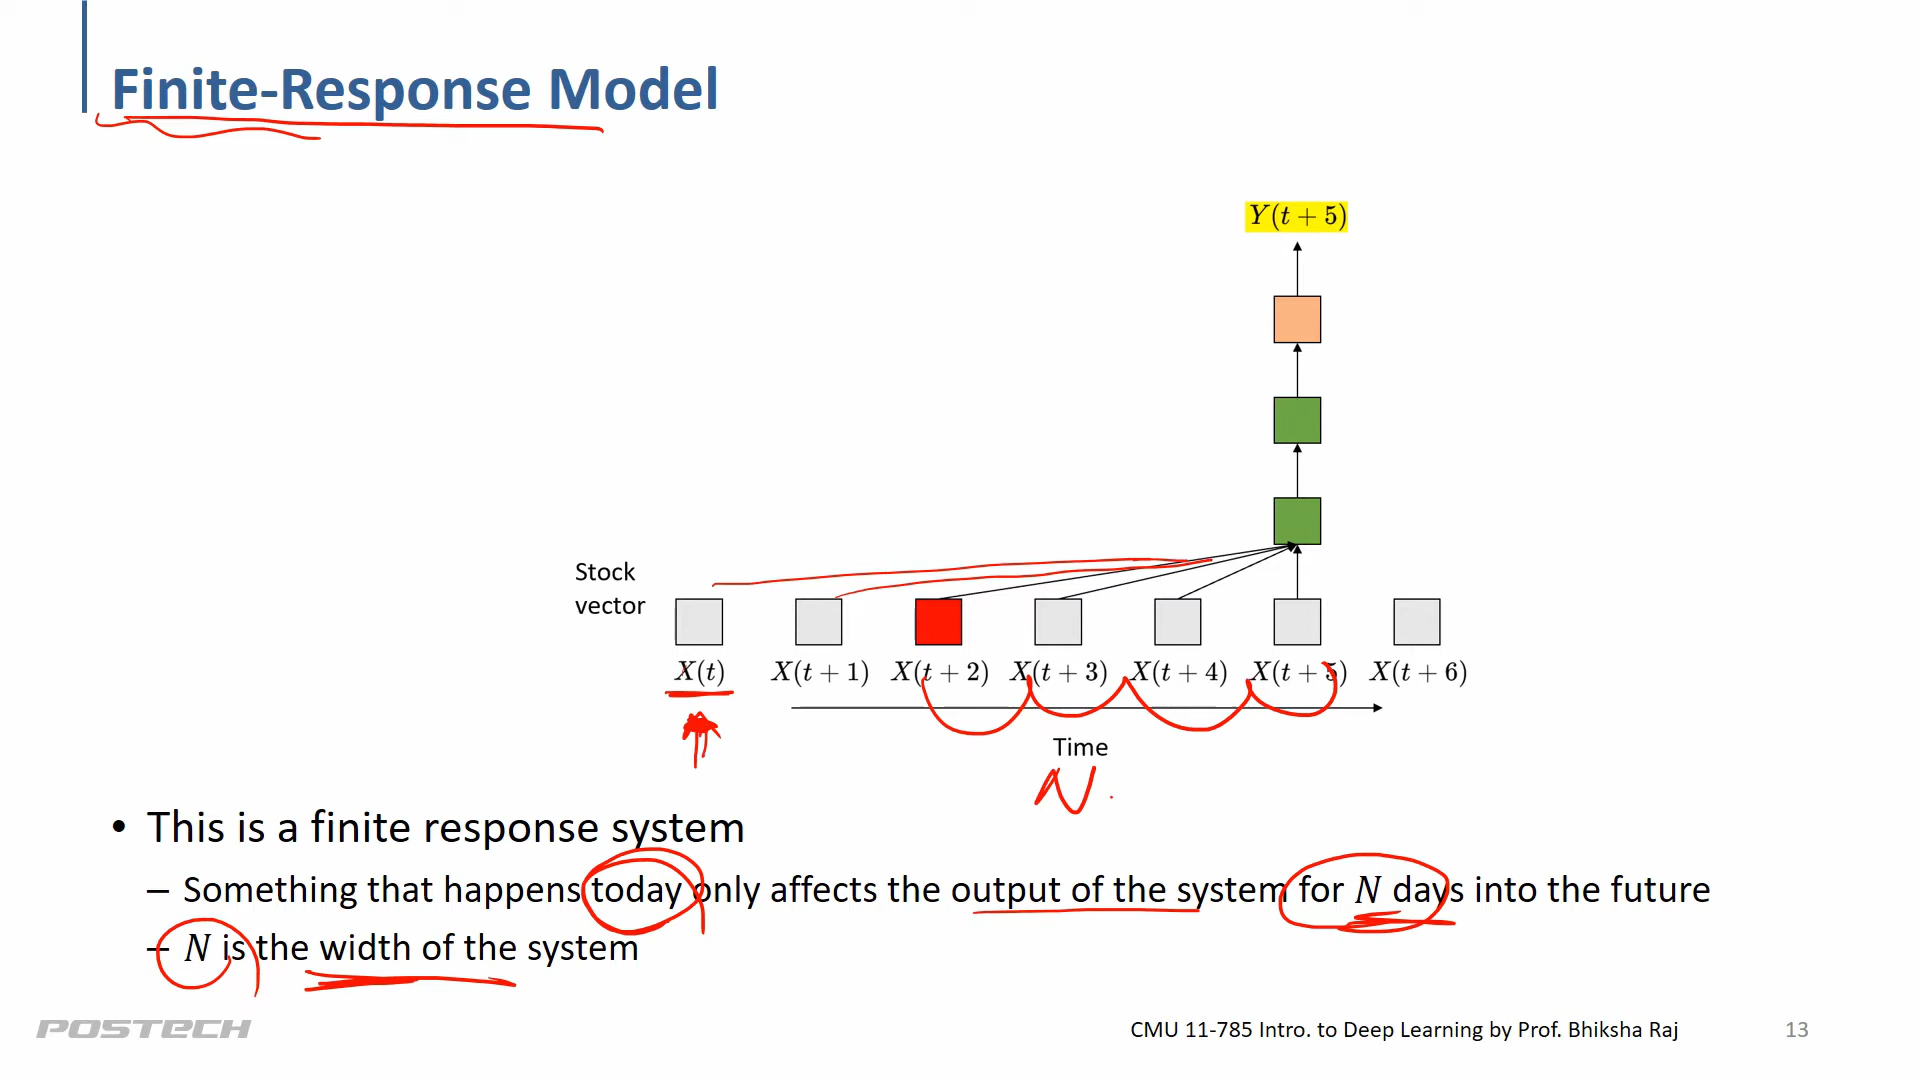 Finite-Response Model
Y(t + 5)
Stock
vector
X(t) X(t + 1) X(t + 2) X(t + 3) X(t + 4) X(t + 5) X(t + 6)
Time
N
• This is a finite response system
– Something that happens today only affects the output of the system for N days into the future
– N is the width of the system
POSTECH
CMU 11-785 Intro. to Deep Learning by Prof. Bhiksha Raj
13